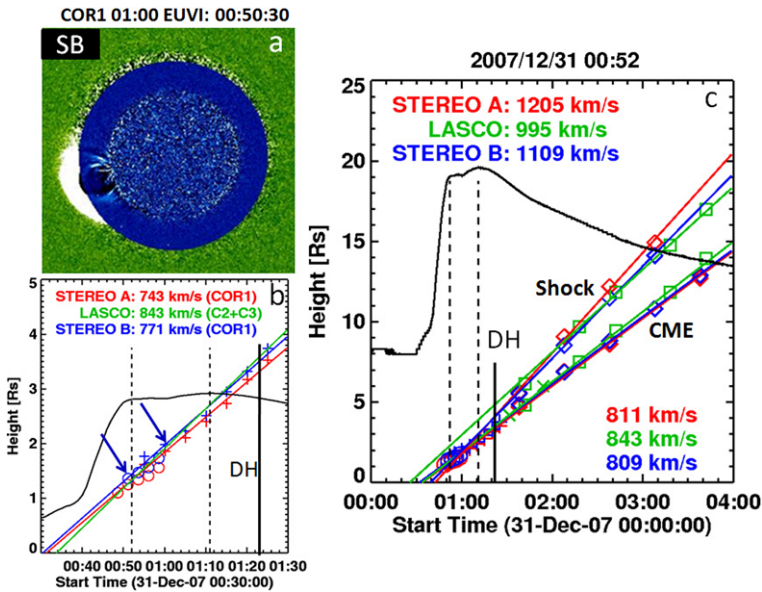 COR1 01:00 EUVI: 00:50:30
SB
a
b
STEREO A: 743 km/s (COR1)
LASCO: 843 km/s (C2+C3)
STEREO B: 771 km/s (COR1)
DH
Height [Rs]
5
4
3
2
1
0
00:40 00:50 01:00 01:10 01:20 01:30
Start Time (31-Dec-07 00:30:00)
2007/12/31 00:52
c
STEREO A: 1205 km/s
LASCO: 995 km/s
STEREO B: 1109 km/s
Shock
DH
CME
811 km/s
843 km/s
809 km/s
Height [Rs]
25
20
15
10
5
0
00:00 01:00 02:00 03:00 04:00
Start Time (31-Dec-07 00:00:00)